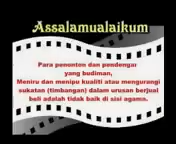 Assalamualaikum
Para penonton dan pendengar
yang budiman,
Meniru dan menipu kualiti atau mengurangi
sukatan (timbangan) dalam urusan berjual
beli adalah tidak baik di sisi agama.